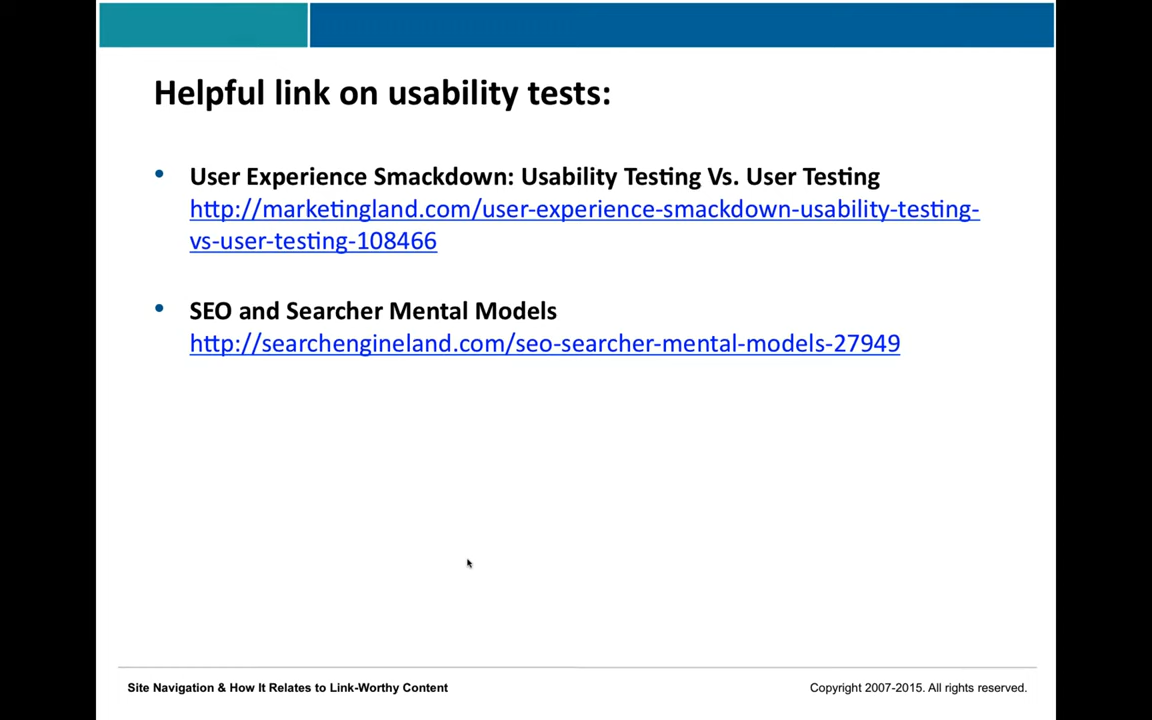 Helpful link on usability tests:
• User Experience Smackdown: Usability Testing Vs. User Testing
http://marketingland.com/user-experience-smackdown-usability-testing-
vs-user-testing-108466
• SEO and Searcher Mental Models
http://searchengineland.com/seo-searcher-mental-models-27949
Site Navigation & How It Relates to Link-Worthy Content
Copyright 2007-2015. All rights reserved.